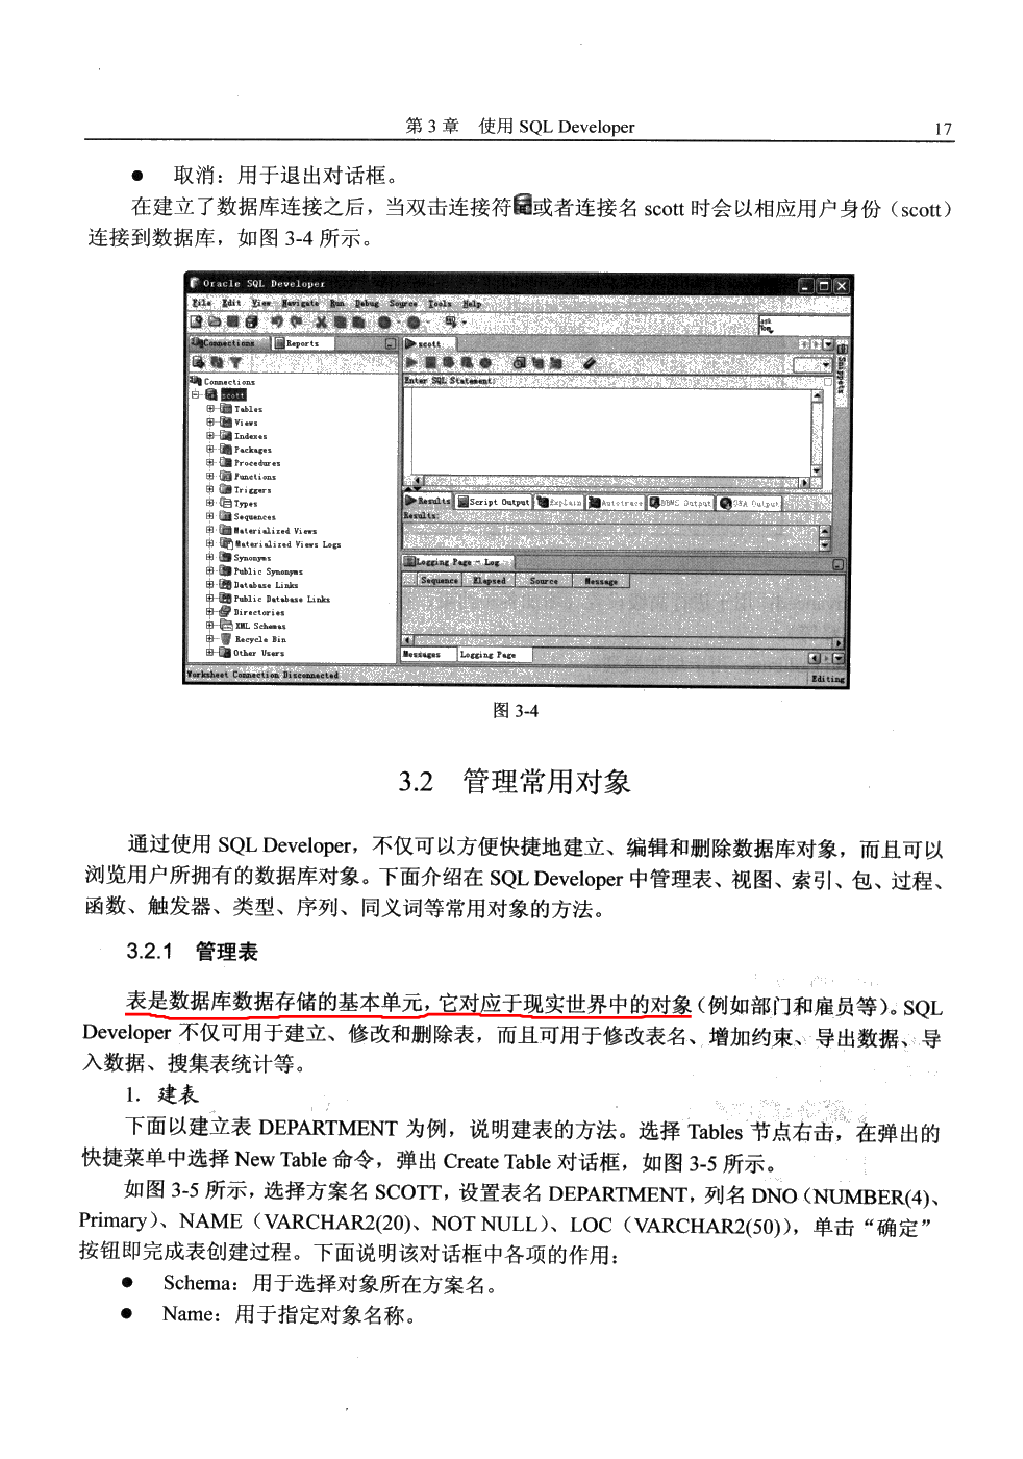 第 3 章　使用 SQL Developer
17
● 取消：用于退出对话框。
在建立了数据库连接之后，当双击连接符或者连接名 scott 时会以相应用户身份（scott）
连接到数据库，如图 3-4 所示。
Oracle SQL Developer
File Edit View Navigate Run Debug Source Tools Help
Connections
Reports
scott
Snippets
Connections
Enter SQL Statement:
scott
Tables
Views
Indexes
Packages
Procedures
Functions
Triggers
Types
Sequences
Materialized Views
Materialized Views Logs
Synonyms
Public Synonyms
Database Links
Public Database Links
Directories
XML Schemas
Recycle Bin
Other Users
Results Script Output Explain Autotrace DBMS Output OWA Output
Results:
Logging Page - Log
Sequence Elapsed Source Message
Messages Logging Page
Worksheet Connection Disconnected
Editing
图 3-4
3.2　管理常用对象
通过使用 SQL Developer，不仅可以方便快捷地建立、编辑和删除数据库对象，而且可以
浏览用户所拥有的数据库对象。下面介绍在 SQL Developer 中管理表、视图、索引、包、过程、
函数、触发器、类型、序列、同义词等常用对象的方法。
3.2.1　管理表
表是数据库数据存储的基本单元，它对应于现实世界中的对象（例如部门和雇员等）。SQL
Developer 不仅可用于建立、修改和删除表，而且可用于修改表名、增加约束、导出数据、导
入数据、搜集表统计等。
1．建表
下面以建立表 DEPARTMENT 为例，说明建表的方法。选择 Tables 节点右击，在弹出的
快捷菜单中选择 New Table 命令，弹出 Create Table 对话框，如图 3-5 所示。
如图 3-5 所示，选择方案名 SCOTT，设置表名 DEPARTMENT，列名 DNO（NUMBER(4)、
Primary）、NAME（VARCHAR2(20)、NOT NULL）、LOC（VARCHAR2(50)），单击“确定”
按钮即完成表创建过程。下面说明该对话框中各项的作用：
● Schema：用于选择对象所在方案名。
● Name：用于指定对象名称。